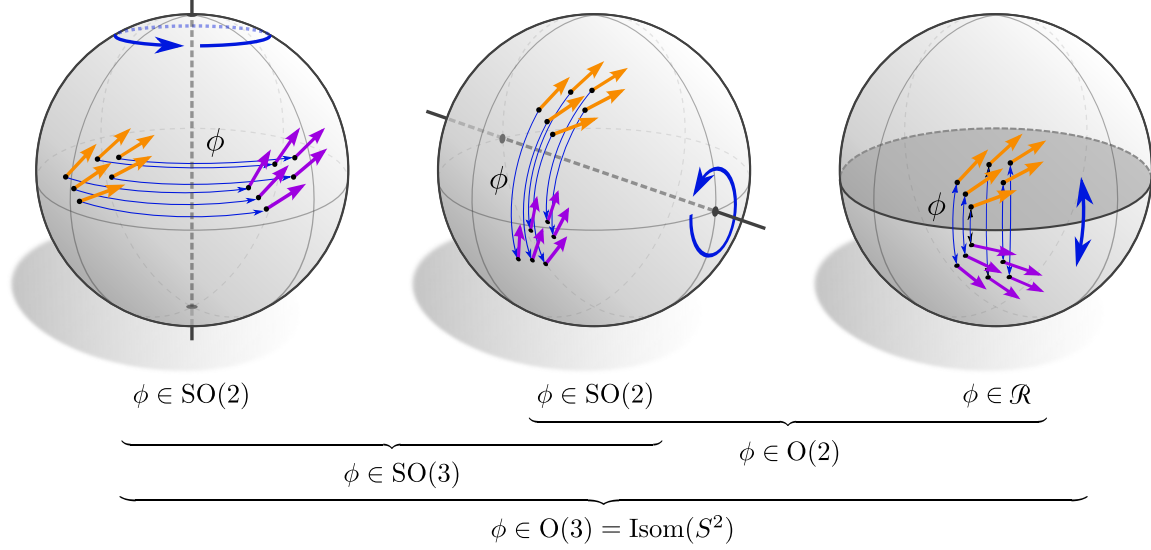 ϕ
ϕ
ϕ
ϕ ∈ SO(2)
ϕ ∈ SO(2)
ϕ ∈ ℛ
ϕ ∈ O(2)
ϕ ∈ SO(3)
ϕ ∈ O(3) = Isom(S²)